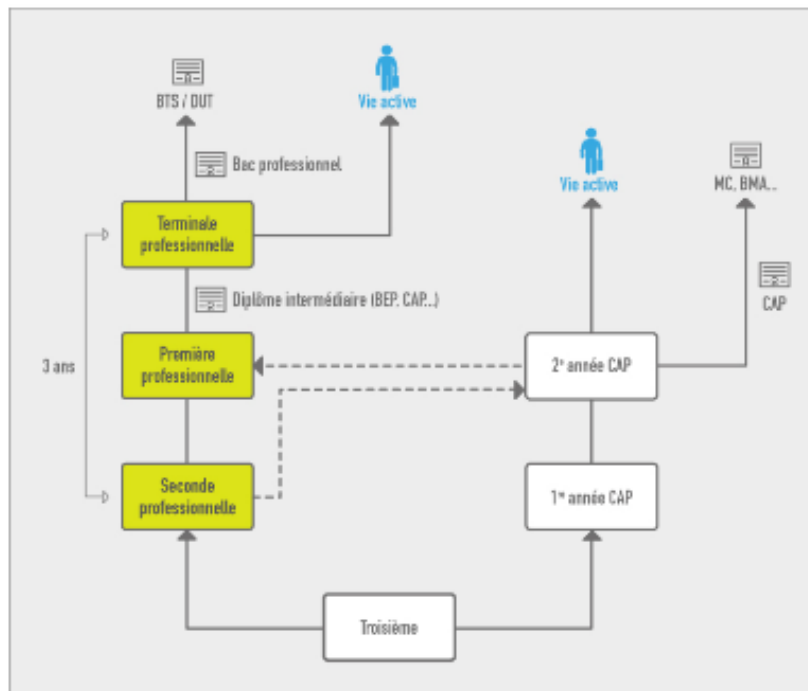 BTS / DUT
Vie active
Bac professionnel
Vie active
MC, BMA...
Terminale
professionnelle
Diplôme intermédiaire (BEP, CAP...)
CAP
3 ans
Première
professionnelle
2e année CAP
Seconde
professionnelle
1re année CAP
Troisième